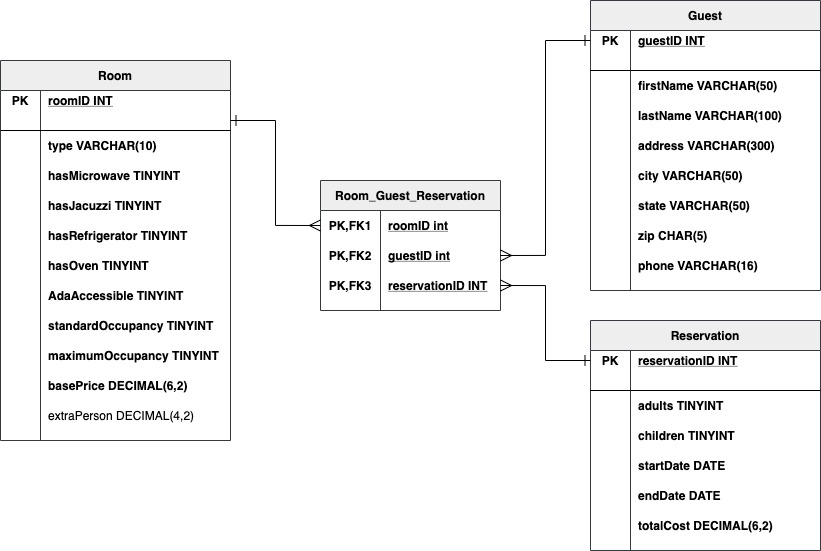 Room
PK roomID INT
type VARCHAR(10)
hasMicrowave TINYINT
hasJacuzzi TINYINT
hasRefrigerator TINYINT
hasOven TINYINT
AdaAccessible TINYINT
standardOccupancy TINYINT
maximumOccupancy TINYINT
basePrice DECIMAL(6,2)
extraPerson DECIMAL(4,2)
Room_Guest_Reservation
PK,FK1 roomID int
PK,FK2 guestID int
PK,FK3 reservationID INT
Guest
PK guestID INT
firstName VARCHAR(50)
lastName VARCHAR(100)
address VARCHAR(300)
city VARCHAR(50)
state VARCHAR(50)
zip CHAR(5)
phone VARCHAR(16)
Reservation
PK reservationID INT
adults TINYINT
children TINYINT
startDate DATE
endDate DATE
totalCost DECIMAL(6,2)